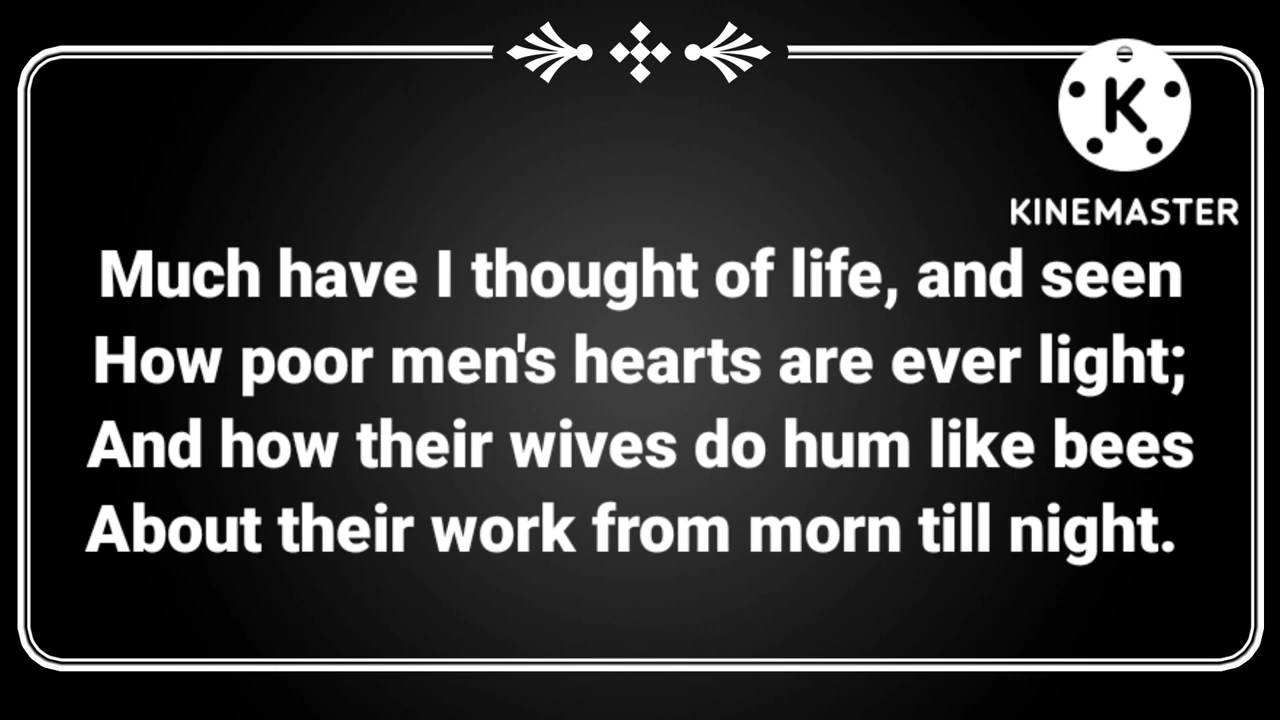 K
KINEMASTER
Much have I thought of life, and seen
How poor men's hearts are ever light;
And how their wives do hum like bees
About their work from morn till night.